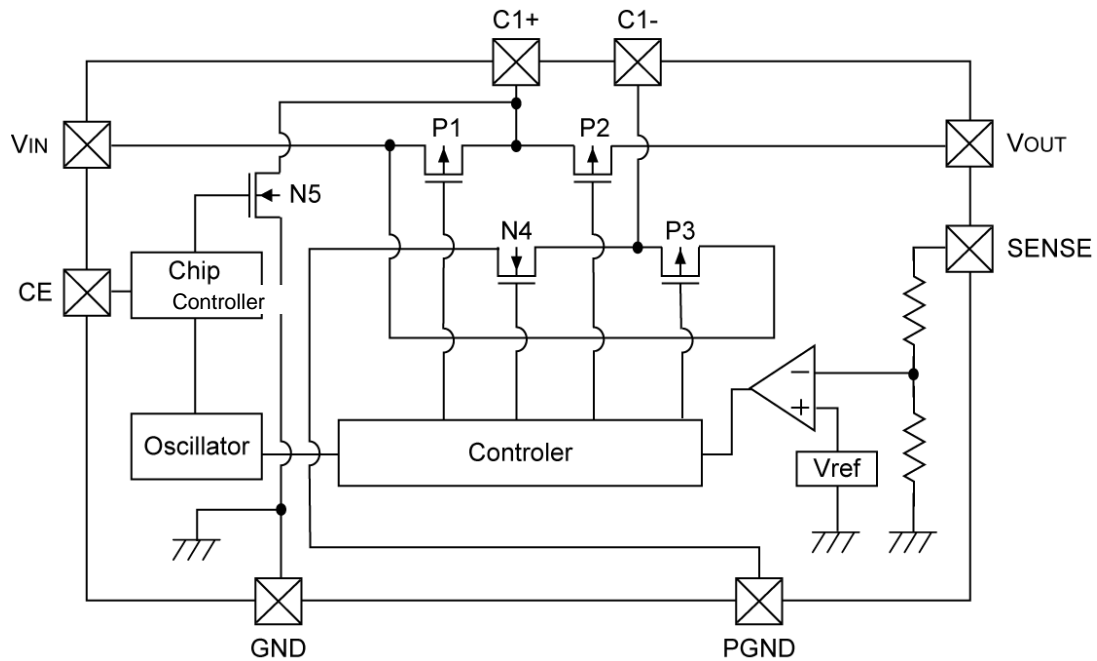 C1+
C1-
VIN
P1
P2
VOUT
N5
N4
P3
SENSE
CE
Chip
Controller
−
+
Oscillator
Controler
Vref
GND
PGND